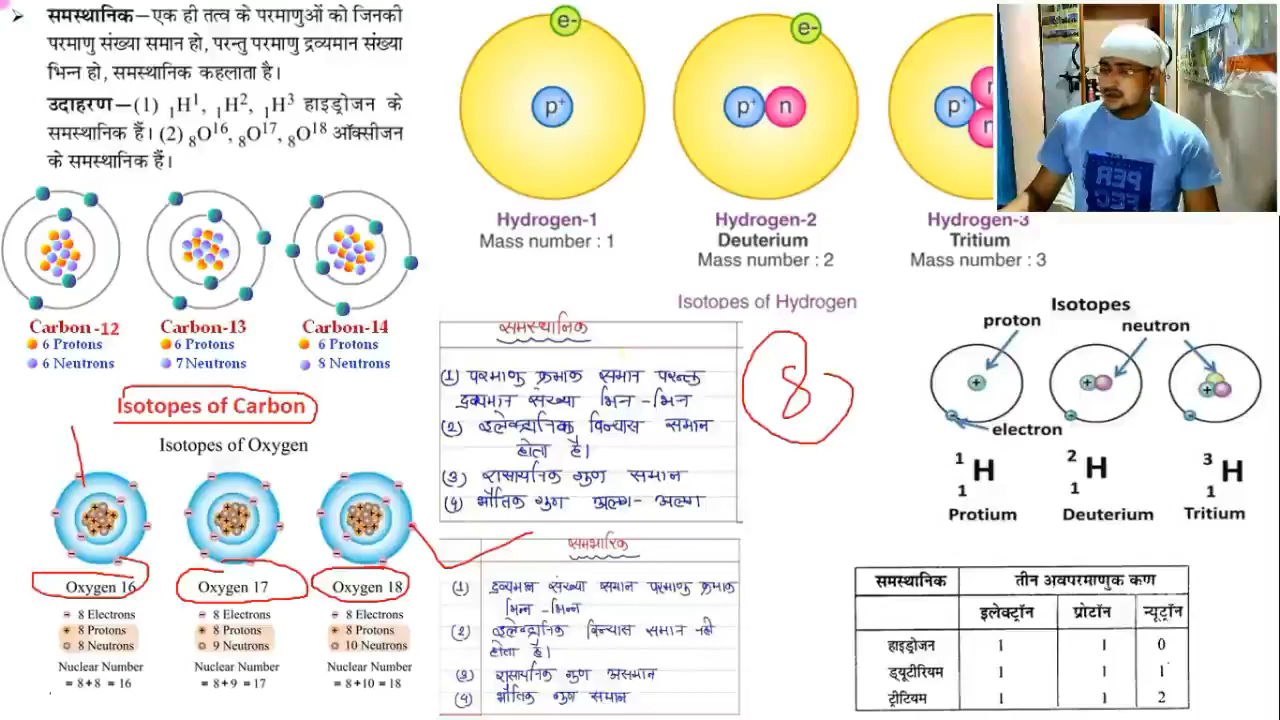 समस्थानिक—एक ही तत्व के परमाणुओं को जिनकी
परमाणु संख्या समान हो, परन्तु परमाणु द्रव्यमान संख्या
भिन्न हो, समस्थानिक कहलाता है।
उदाहरण—(1) ₁H¹, ₁H², ₁H³ हाइड्रोजन के
समस्थानिक हैं। (2) ₈O¹⁶, ₈O¹⁷, ₈O¹⁸ ऑक्सीजन
के समस्थानिक हैं।
e- e-
p⁺ p⁺ n p⁺ n n
Hydrogen-1 Hydrogen-2 Hydrogen-3
Mass number : 1 Deuterium Tritium
Mass number : 2 Mass number : 3
Isotopes of Hydrogen
Carbon-12 Carbon-13 Carbon-14
6 Protons 6 Protons 6 Protons
6 Neutrons 7 Neutrons 8 Neutrons
Isotopes of Carbon
Isotopes of Oxygen
Oxygen 16 Oxygen 17 Oxygen 18
8 Electrons 8 Electrons 8 Electrons
8 Protons 8 Protons 8 Protons
8 Neutrons 9 Neutrons 10 Neutrons
Nuclear Number Nuclear Number Nuclear Number
= 8+8 = 16 = 8+9 = 17 = 8+10 = 18
समस्थानिक
(1) परमाणु क्रमांक समान परन्तु
द्रव्यमान संख्या भिन्न -भिन्न
(2) इलेक्ट्रानिक विन्यास समान
होता है।
(3) रासायनिक गुण समान
(4) भौतिक गुण अलग- अलग
8
समभारिक
(1) द्रव्यमान संख्या समान परमाणु क्रमांक
भिन्न -भिन्न
(2) इलेक्ट्रानिक विन्यास समान नही
होता है।
(3) रासायनिक गुण असमान
(4) भौतिक गुण समान
Isotopes
proton neutron
electron
¹₁H ²₁H ³₁H
Protium Deuterium Tritium
समस्थानिक तीन अवपरमाणुक कण
इलेक्ट्रॉन प्रोटॉन न्यूट्रॉन
हाइड्रोजन 1 1 0
ड्यूटीरियम 1 1 1
ट्रीटियम 1 1 2